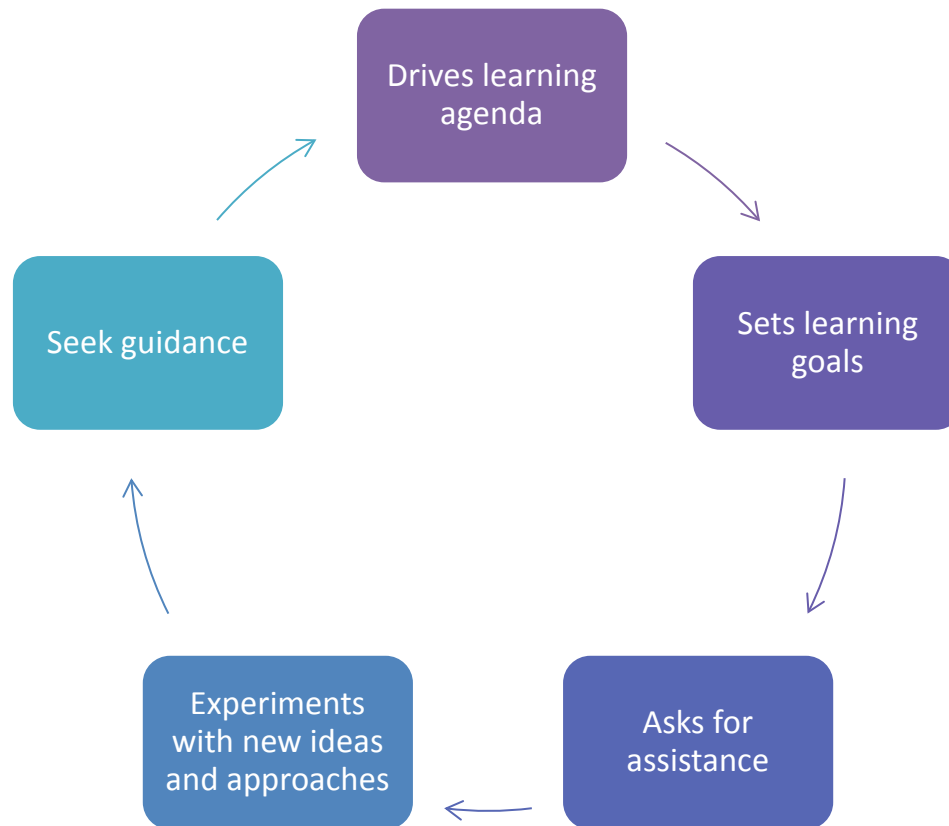 Drives learning
agenda
Sets learning
goals
Asks for
assistance
Experiments
with new ideas
and approaches
Seek guidance